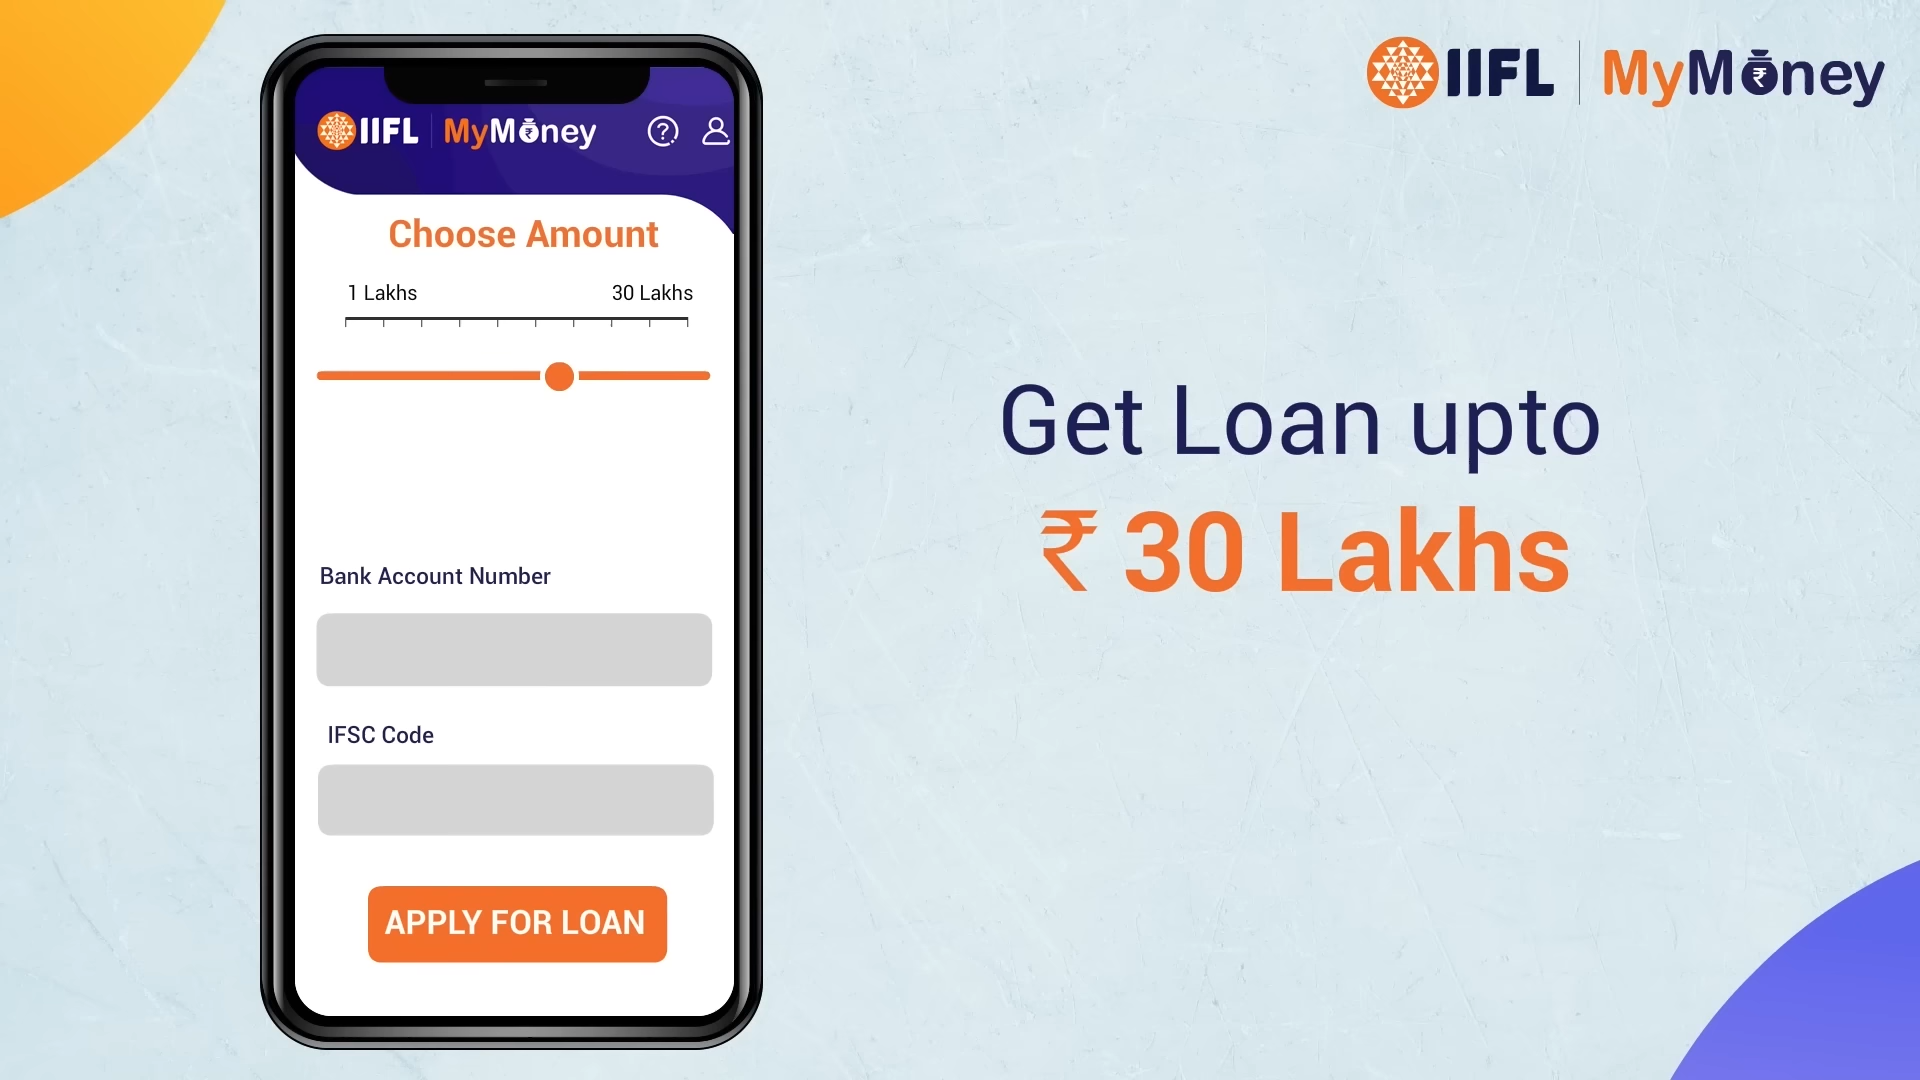 IIFL MyMoney
Choose Amount
1 Lakhs 30 Lakhs
Bank Account Number
IFSC Code
APPLY FOR LOAN
IIFL MyMoney
Get Loan upto
₹ 30 Lakhs